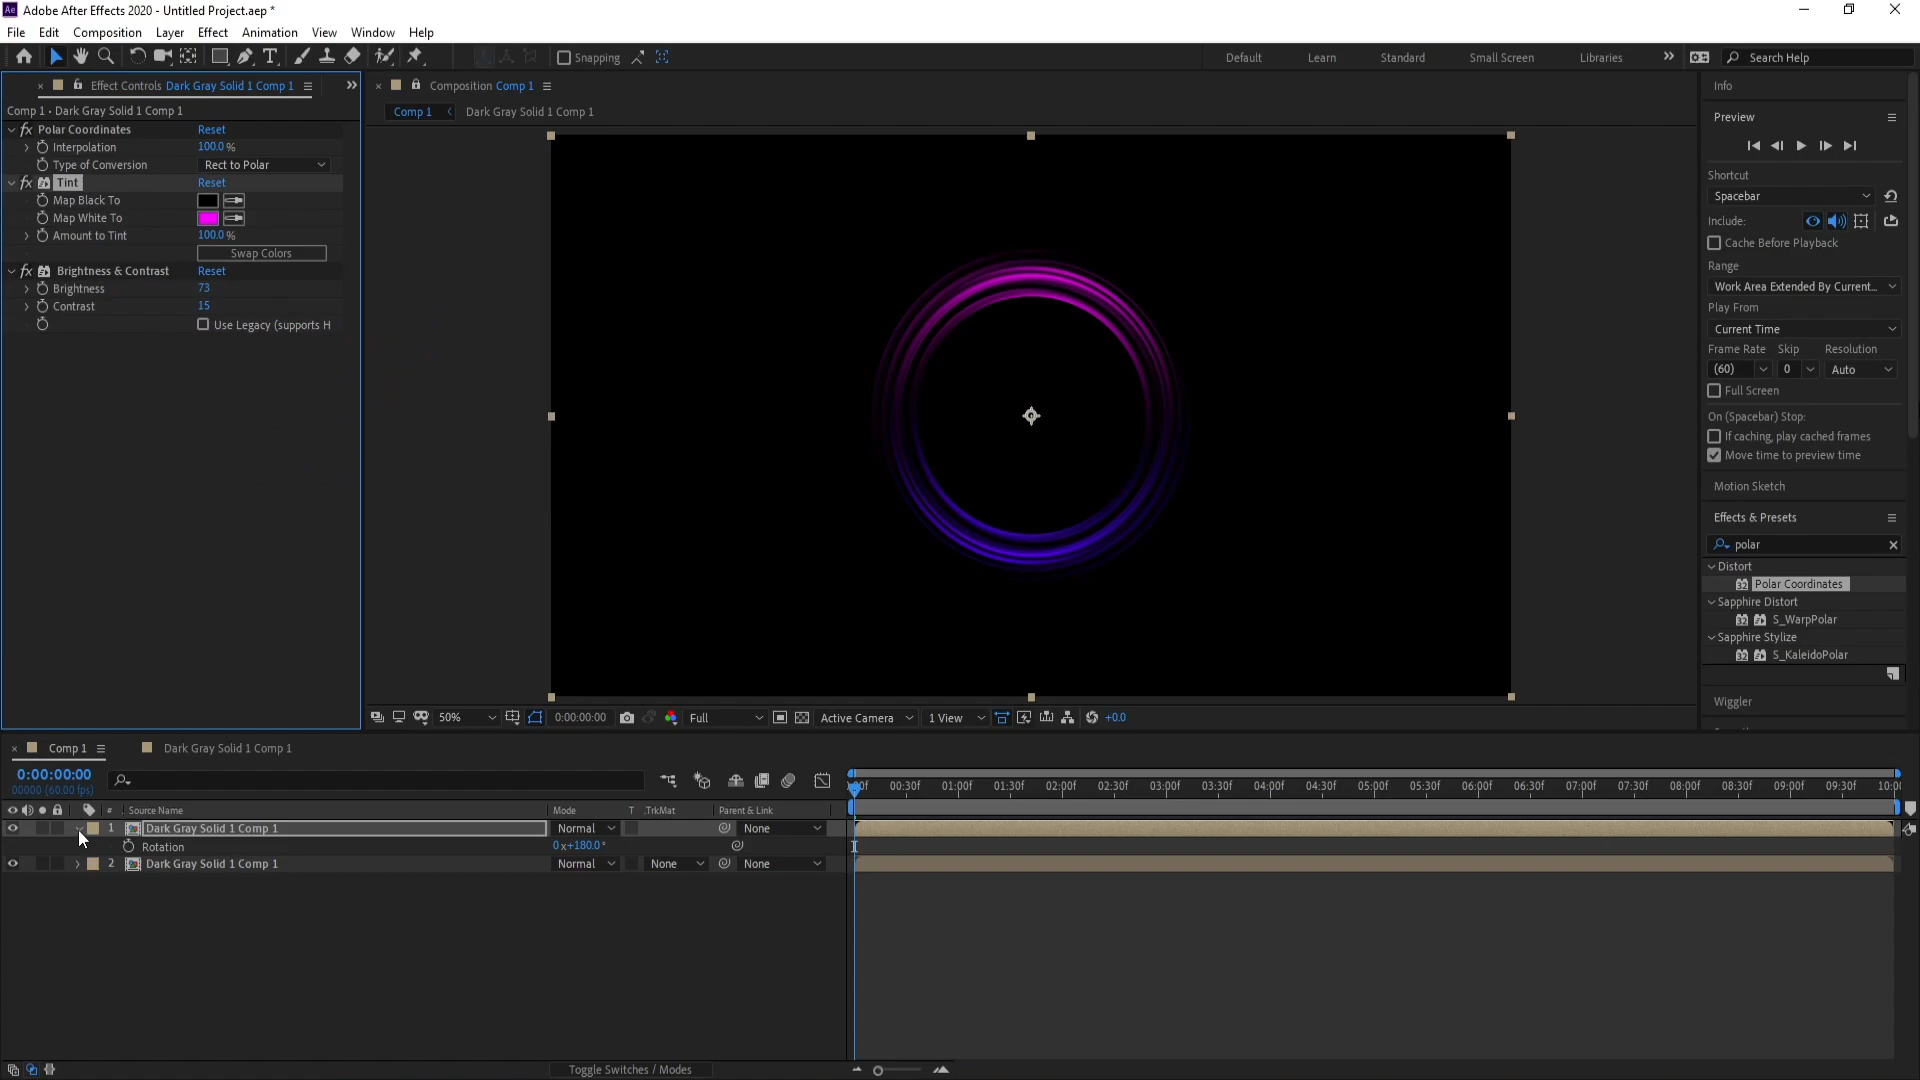 Adobe After Effects 2020 - Untitled Project.aep *
File Edit Composition Layer Effect Animation View Window Help
Snapping
Default Learn Standard Small Screen Libraries
Search Help
Effect Controls Dark Gray Solid 1 Comp 1
Comp 1 • Dark Gray Solid 1 Comp 1
Polar Coordinates Reset
Interpolation 100.0 %
Type of Conversion Rect to Polar
Tint Reset
Map Black To
Map White To
Amount to Tint 100.0 %
Swap Colors
Brightness & Contrast Reset
Brightness 73
Contrast 15
Use Legacy (supports H
Composition Comp 1
Comp 1 Dark Gray Solid 1 Comp 1
50% 0:00:00:00 Full Active Camera 1 View +0.0
Info
Preview
Shortcut
Spacebar
Include:
Cache Before Playback
Range
Work Area Extended By Current...
Play From
Current Time
Frame Rate Skip Resolution
(60) 0 Auto
Full Screen
On (Spacebar) Stop:
If caching, play cached frames
Move time to preview time
Motion Sketch
Effects & Presets
polar
Distort
32 Polar Coordinates
Sapphire Distort
32 S_WarpPolar
Sapphire Stylize
32 S_KaleidoPolar
Wiggler
Comp 1 Dark Gray Solid 1 Comp 1
0:00:00:00
00000 (60.00 fps)
00f 00:30f 01:00f 01:30f 02:00f 02:30f 03:00f 03:30f 04:00f 04:30f 05:00f 05:30f 06:00f 06:30f 07:00f 07:30f 08:00f 08:30f 09:00f 09:30f 10:00
# Source Name Mode T .TrkMat Parent & Link
1 Dark Gray Solid 1 Comp 1 Normal None
Rotation 0x+180.0°
2 Dark Gray Solid 1 Comp 1 Normal None None
Toggle Switches / Modes